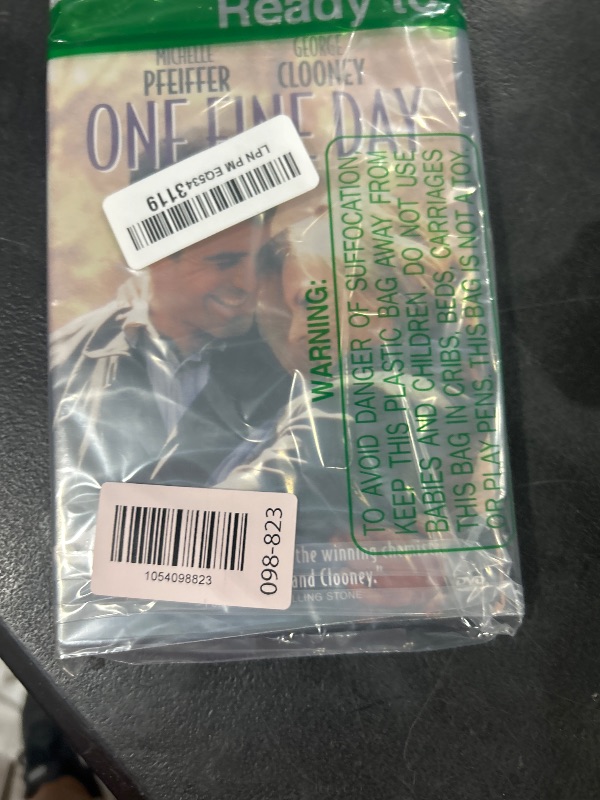 Ready to
MICHELLE
PFEIFFER
GEORGE
CLOONEY
ONE FINE DAY
LPN PM EQ5343119
WARNING:
TO AVOID DANGER OF SUFFOCATION
KEEP THIS PLASTIC BAG AWAY FROM
BABIES AND CHILDREN. DO NOT USE
THIS BAG IN CRIBS, BEDS, CARRIAGES
OR PLAY PENS. THIS BAG IS NOT A TOY.
1054098823
098-823
the winning
and Clooney."
LLING STONE